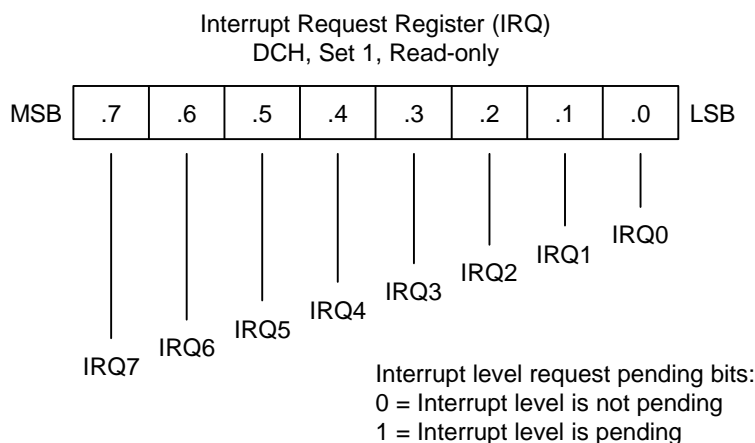 Interrupt Request Register (IRQ)
DCH, Set 1, Read-only
MSB .7 .6 .5 .4 .3 .2 .1 .0 LSB
IRQ7 IRQ6 IRQ5 IRQ4 IRQ3 IRQ2 IRQ1 IRQ0
Interrupt level request pending bits:
0 = Interrupt level is not pending
1 = Interrupt level is pending